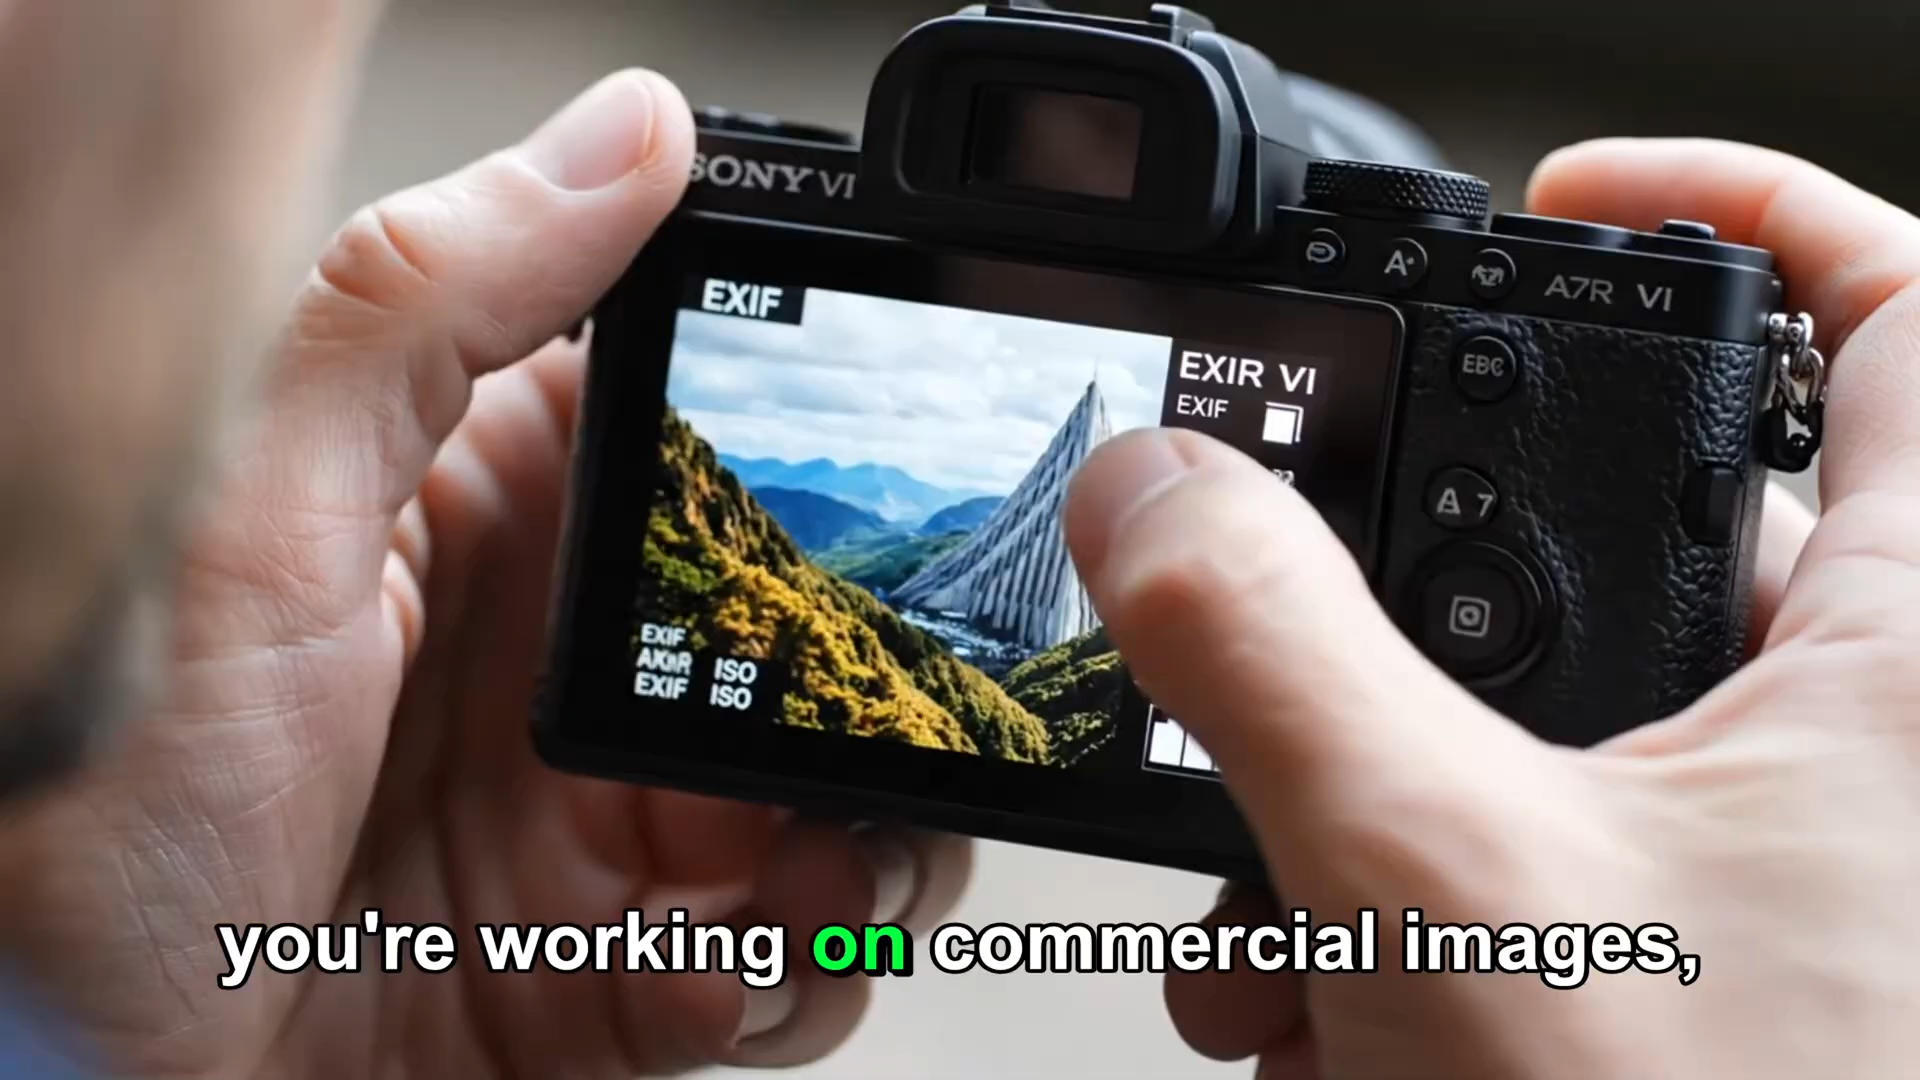 SONY VI
A7R VI
EXIF
EXIR VI
EXIF
EBC
A 7
EXIF
ISO
EXIF ISO
you're working on commercial images,